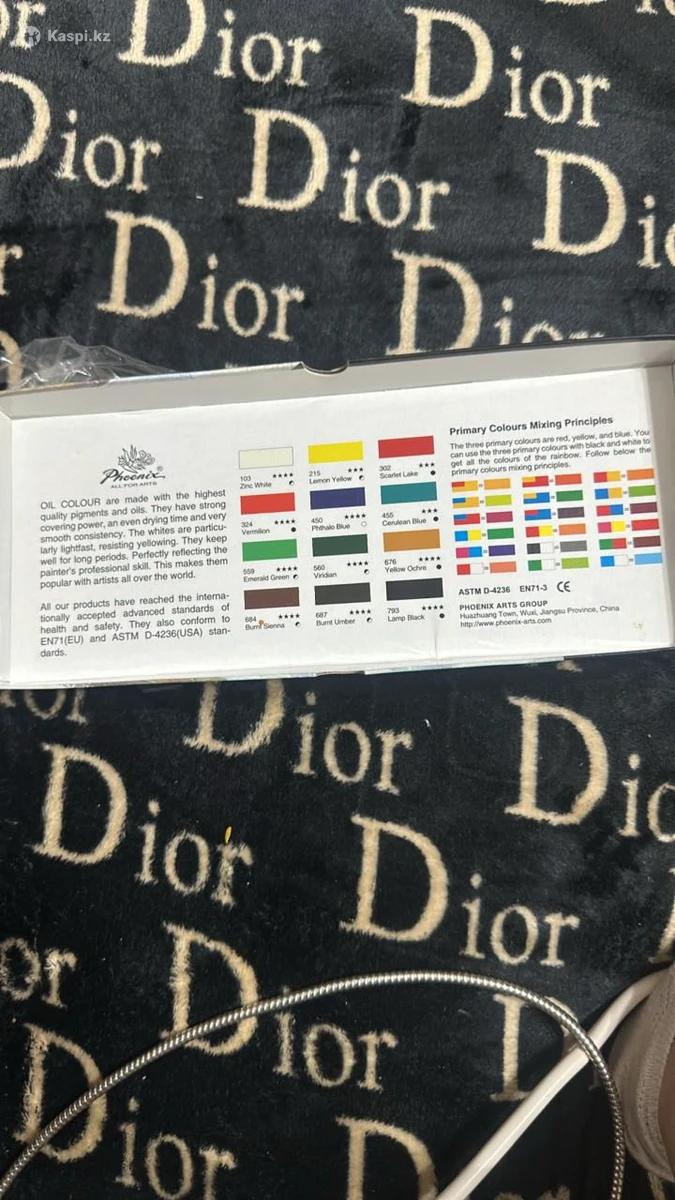 Kaspi.kz
or Dior Dior
Dior Dior
Dior
Dior Dior
Phoenix
ALL FOR ARTS
OIL COLOUR are made with the highest
quality pigments and oils. They have strong
covering power, an even drying time and very
smooth consistency. The whites are particu-
larly lightfast, resisting yellowing. They keep
well for long periods. Perfectly reflecting the
painter's professional skill. This makes them
popular with artists all over the world.
All our products have reached the interna-
tionally accepted advanced standards of
health and safety. They also conform to
EN71(EU) and ASTM D-4236(USA) stan-
dards.
103 ****
Zinc White
215 ***
Lemon Yellow
302 ***
Scarlet Lake
324 ****
Vermilion
450 ****
Phthalo Blue
455 ****
Cerulean Blue
559 ****
Emerald Green
560 ****
Viridian
676 ****
Yellow Ochre
684 ****
Burnt Sienna
687 ****
Burnt Umber
793 ****
Lamp Black
Primary Colours Mixing Principles
The three primary colours are red, yellow, and blue. You
can use the three primary colours with black and white to
get all the colours of the rainbow. Follow below the
primary colours mixing principles.
ASTM D-4236 EN71-3 CE
PHOENIX ARTS GROUP
Huazhuang Town, Wuxi, Jiangsu Province, China
http://www.phoenix-arts.com
Dior
Dior
Dior
Dior
or Dior
Dior